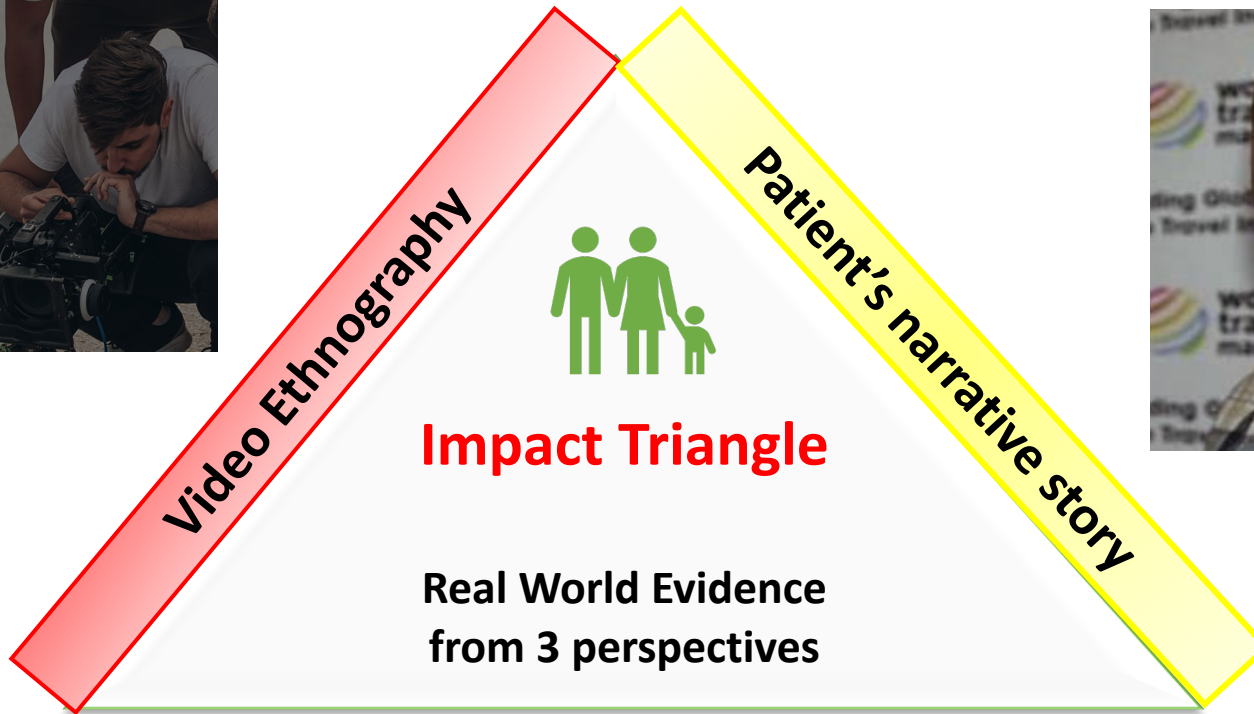 Video Ethnography
Patient’s narrative story
Impact Triangle
Real World Evidence
from 3 perspectives